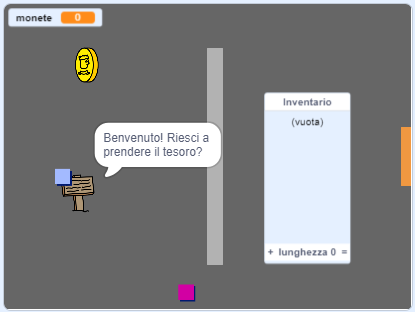 monete 0
Benvenuto! Riesci a
prendere il tesoro?
Inventario
(vuota)
+ lunghezza 0 =